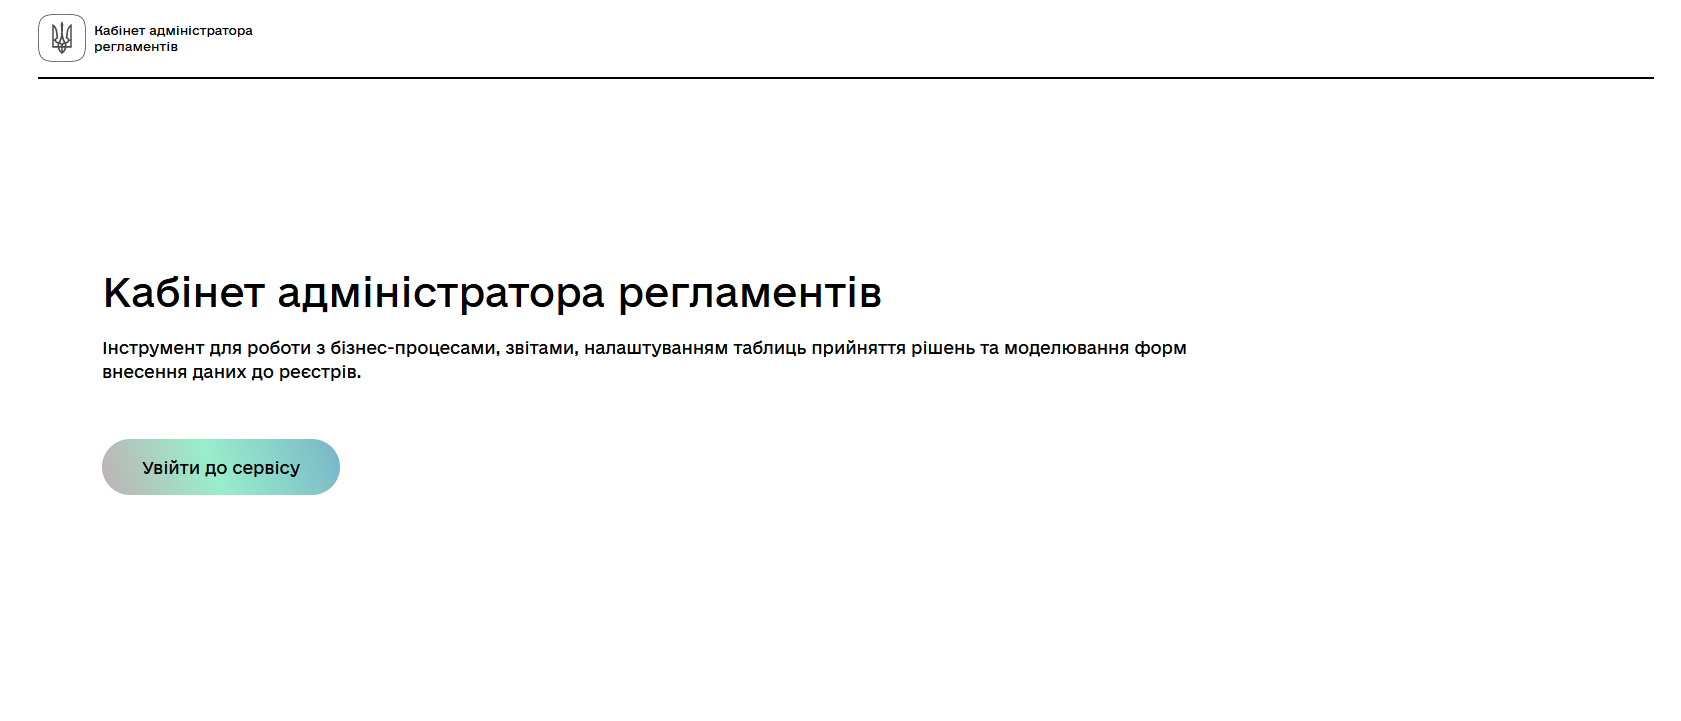 Кабінет адміністратора
регламентів
Кабінет адміністратора регламентів
Інструмент для роботи з бізнес-процесами, звітами, налаштуванням таблиць прийняття рішень та моделювання форм
внесення даних до реєстрів.
Увійти до сервісу